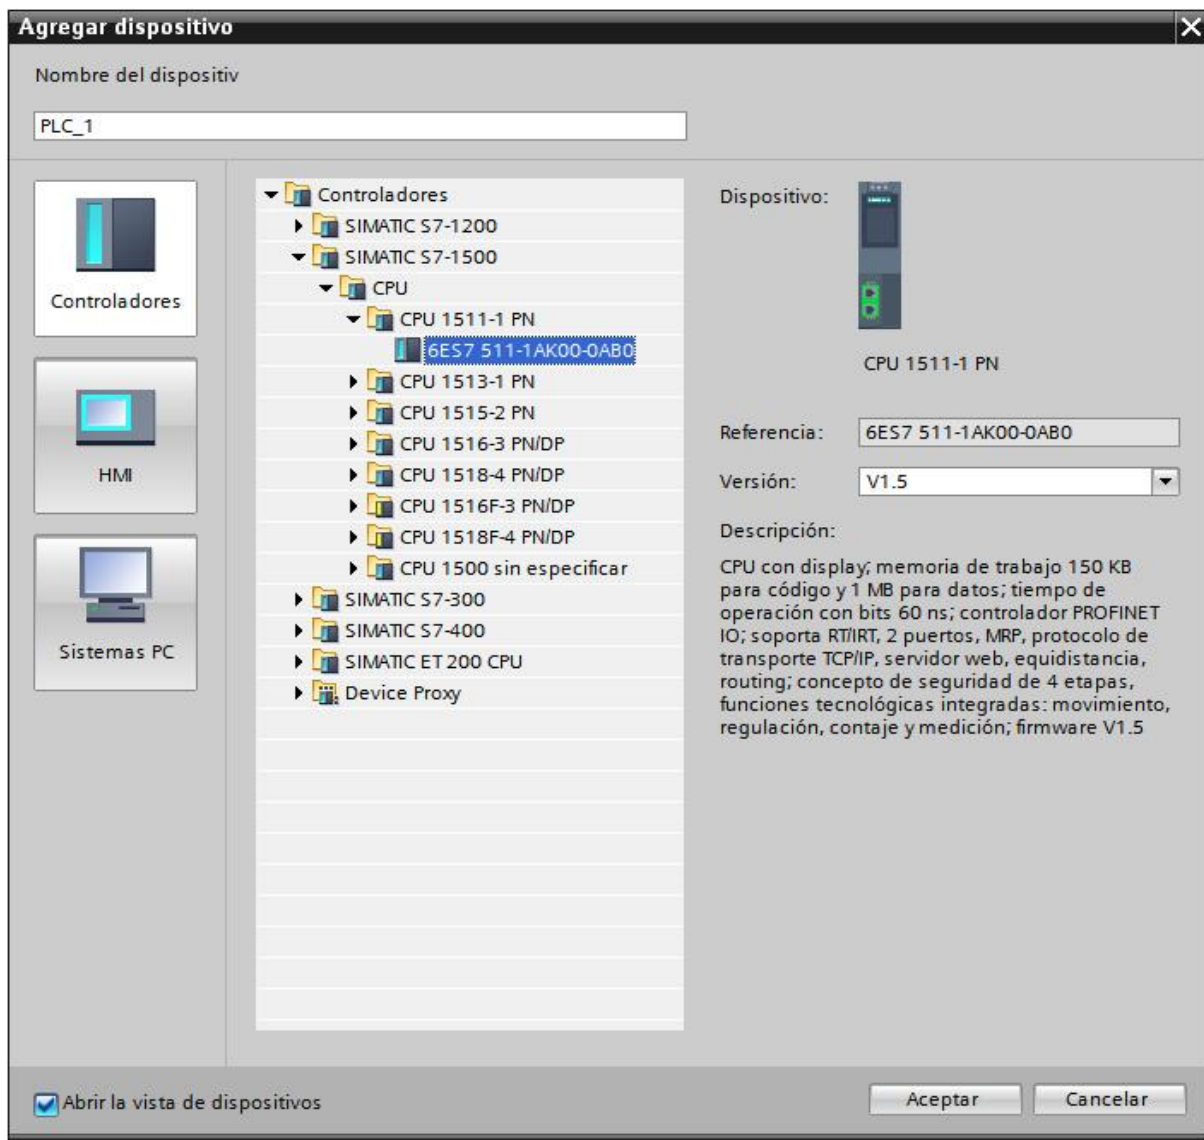 Agregar dispositivo
Nombre del dispositiv
PLC_1
Controladores
HMI
Sistemas PC
Controladores
SIMATIC S7-1200
SIMATIC S7-1500
CPU
CPU 1511-1 PN
6ES7 511-1AK00-0AB0
CPU 1513-1 PN
CPU 1515-2 PN
CPU 1516-3 PN/DP
CPU 1518-4 PN/DP
CPU 1516F-3 PN/DP
CPU 1518F-4 PN/DP
CPU 1500 sin especificar
SIMATIC S7-300
SIMATIC S7-400
SIMATIC ET 200 CPU
Device Proxy
Dispositivo:
CPU 1511-1 PN
Referencia: 6ES7 511-1AK00-0AB0
Versión: V1.5
Descripción:
CPU con display; memoria de trabajo 150 KB
para código y 1 MB para datos; tiempo de
operación con bits 60 ns; controlador PROFINET
IO; soporta RT/IRT, 2 puertos, MRP, protocolo de
transporte TCP/IP, servidor web, equidistancia,
routing; concepto de seguridad de 4 etapas,
funciones tecnológicas integradas: movimiento,
regulación, contaje y medición; firmware V1.5
Abrir la vista de dispositivos
Aceptar
Cancelar